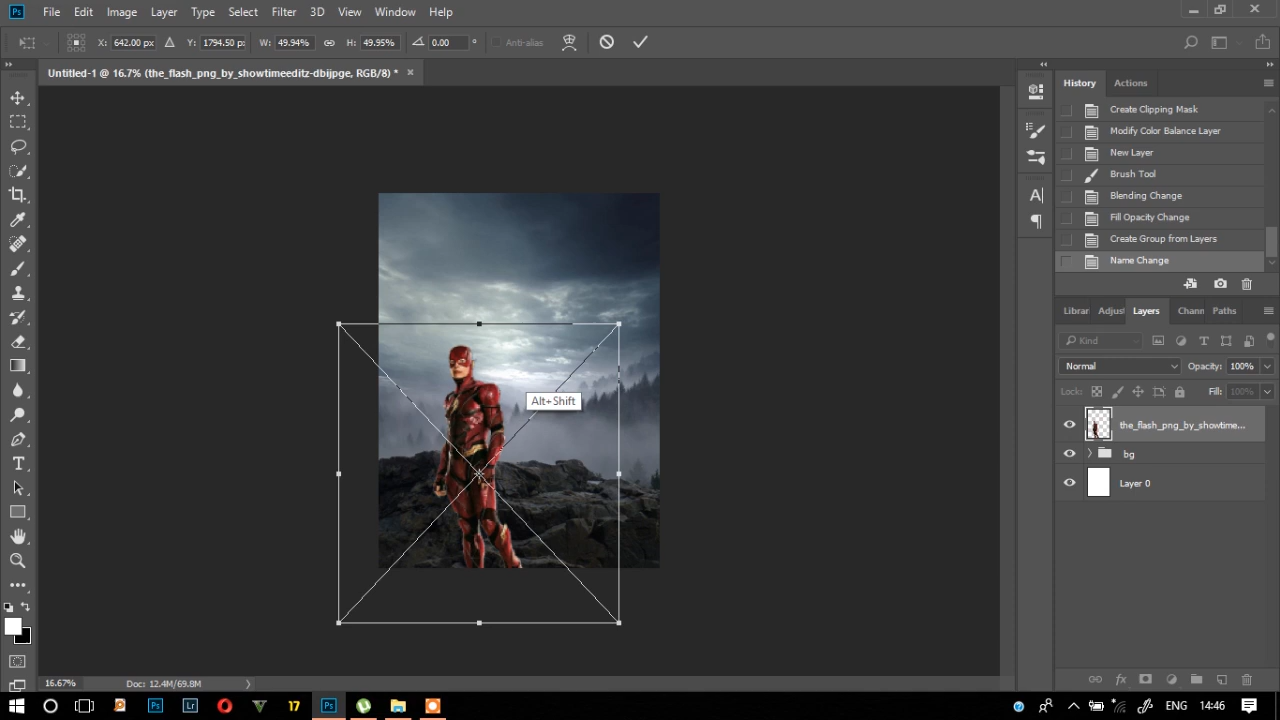 Ps File Edit Image Layer Type Select Filter 3D View Window Help
X: 642.00 px Y: 1794.50 p W: 49.94% H: 49.95% 0.00 ° Anti-alias
Untitled-1 @ 16.7% (the_flash_png_by_showtimeeditz-dbijpge, RGB/8) * ×
History Actions
Create Clipping Mask
Modify Color Balance Layer
New Layer
Brush Tool
Blending Change
Fill Opacity Change
Create Group from Layers
Name Change
Librar Adjus Layers Chann Paths
Kind
Normal Opacity: 100%
Lock: Fill: 100%
the_flash_png_by_showtime...
bg
Layer 0
Alt+Shift
16.67% Doc: 12.4M/69.8M
Ps Lr 17 Ps ENG 14:46